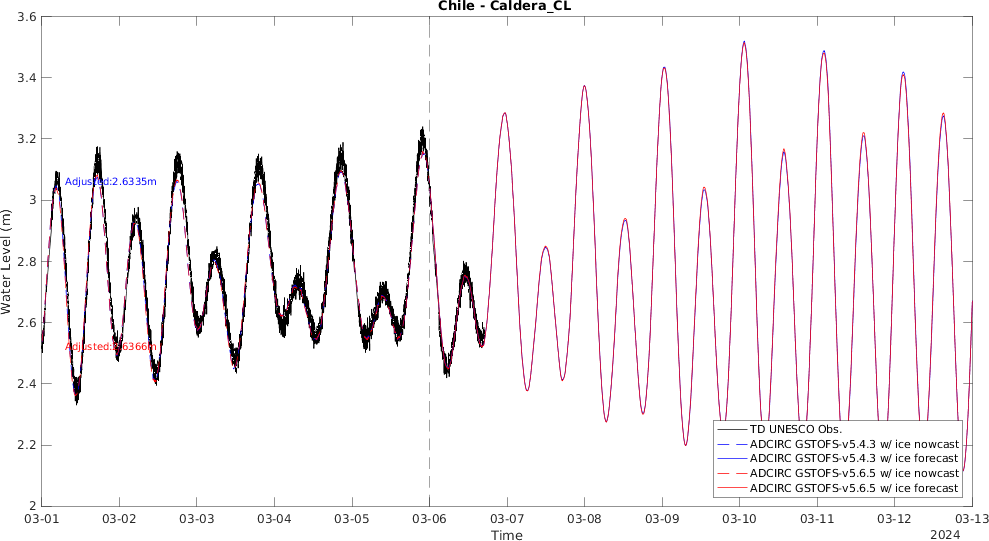 Chile - Caldera_CL
3.6
3.4
3.2
3
2.8
2.6
2.4
2.2
2
Water Level (m)
Adjusted:2.6335m
TD UNESCO Obs.
ADCIRC GSTOFS-v5.4.3 w/ ice nowcast
ADCIRC GSTOFS-v5.4.3 w/ ice forecast
ADCIRC GSTOFS-v5.6.5 w/ ice nowcast
ADCIRC GSTOFS-v5.6.5 w/ ice forecast
03-01 03-02 03-03 03-04 03-05 03-06 03-07 03-08 03-09 03-10 03-11 03-12 03-13
Time
2024